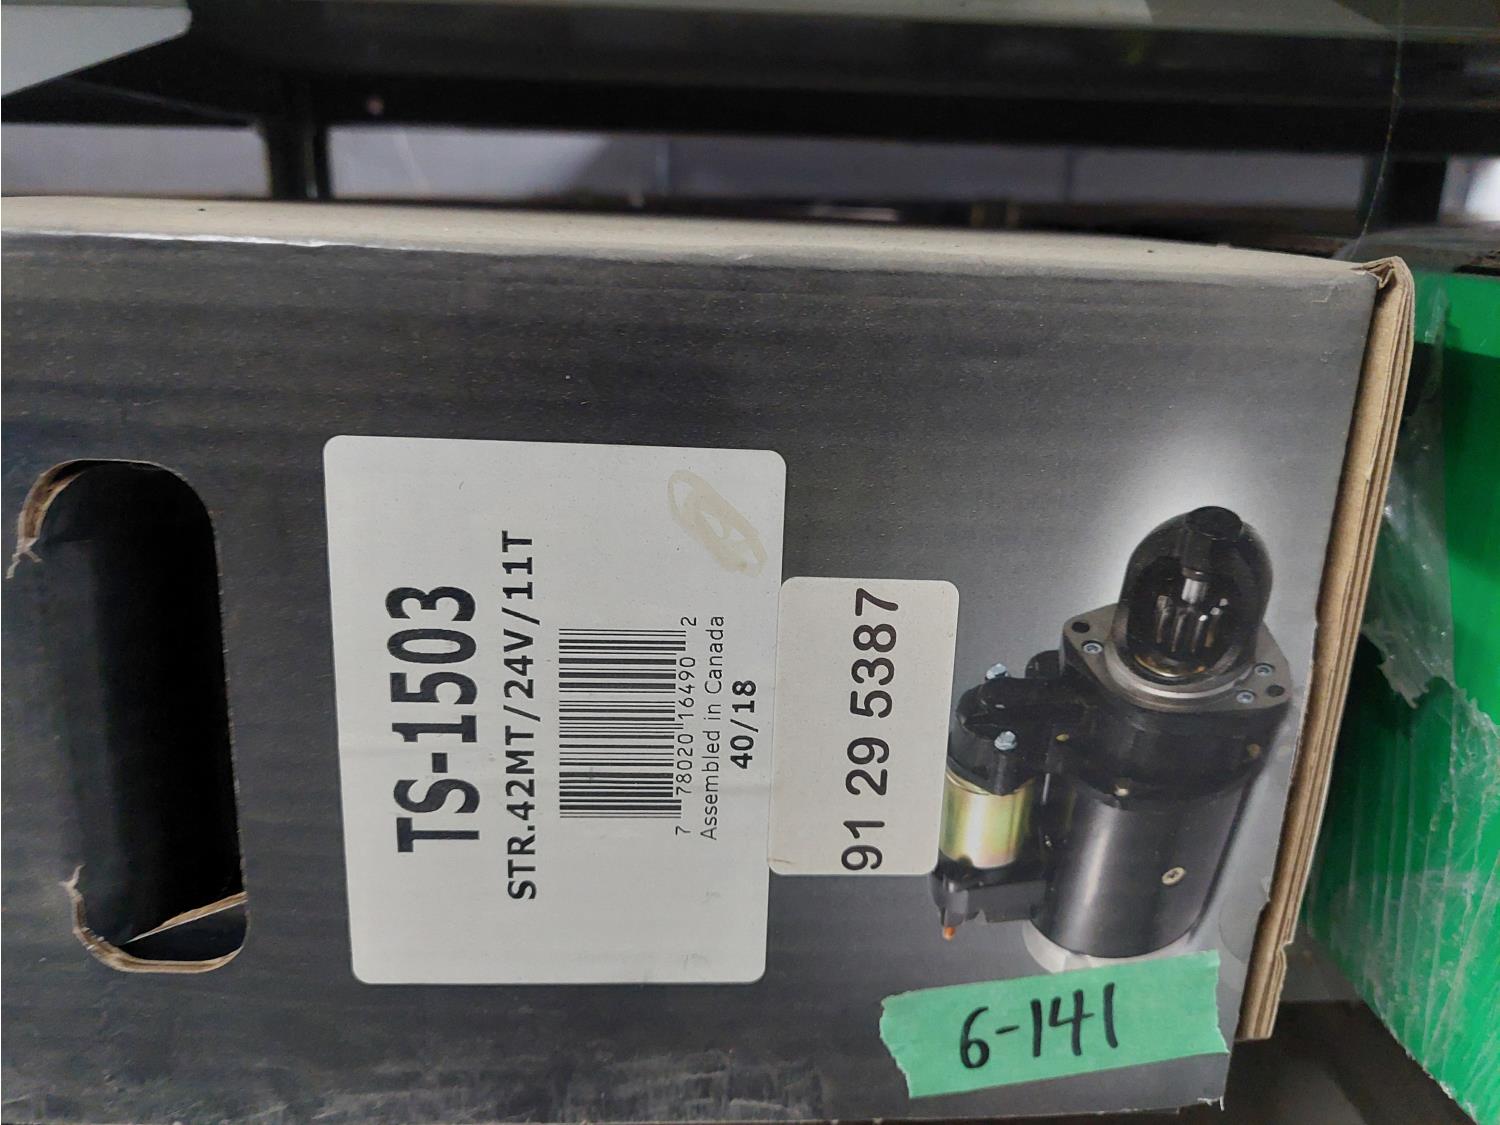 TS-1503
STR.42MT/24V/11T
7 78020 16490 2
Assembled in Canada
40/18
91 29 5387
6-141